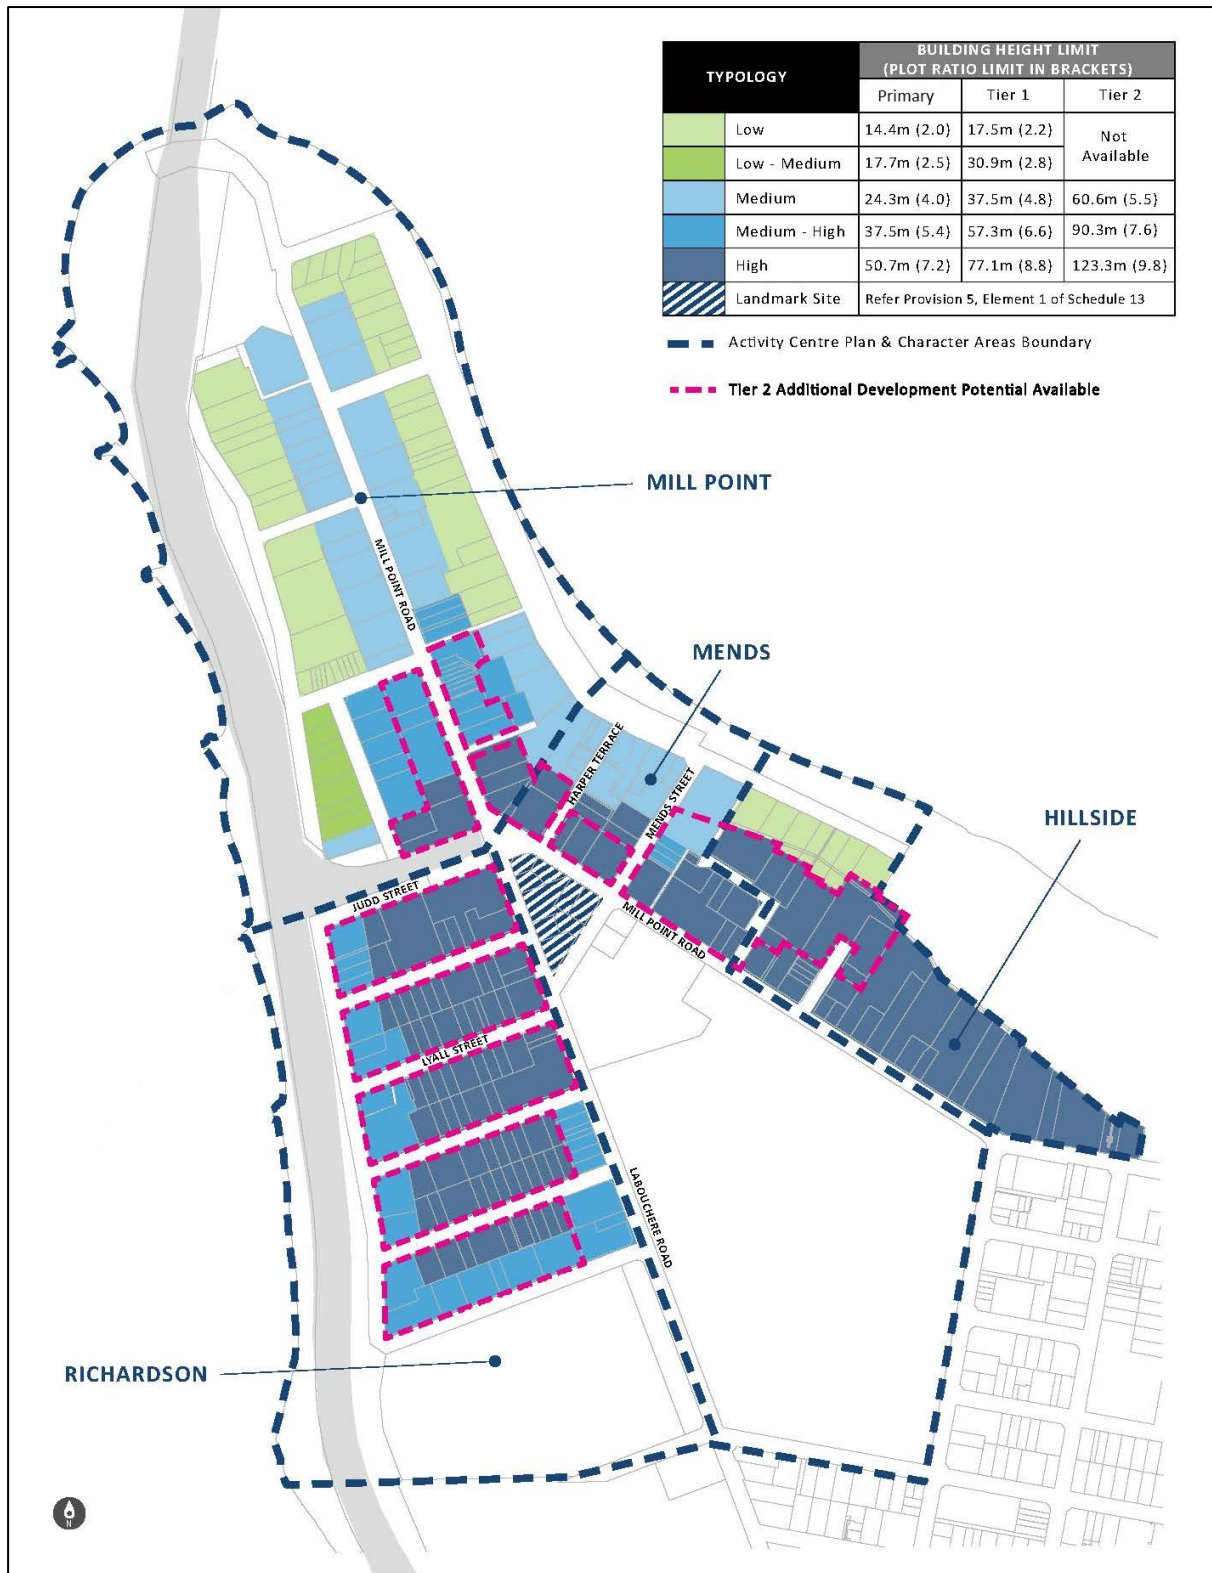 TYPOLOGY
BUILDING HEIGHT LIMIT
(PLOT RATIO LIMIT IN BRACKETS)
Primary Tier 1 Tier 2
Low 14.4m (2.0) 17.5m (2.2) Not
Available
Low - Medium 17.7m (2.5) 30.9m (2.8)
Medium 24.3m (4.0) 37.5m (4.8) 60.6m (5.5)
Medium - High 37.5m (5.4) 57.3m (6.6) 90.3m (7.6)
High 50.7m (7.2) 77.1m (8.8) 123.3m (9.8)
Landmark Site Refer Provision 5, Element 1 of Schedule 13
Activity Centre Plan & Character Areas Boundary
Tier 2 Additional Development Potential Available
MILL POINT
MILL POINT ROAD
MENDS
HARPER TERRACE
MENDS STREET
HILLSIDE
JUDD STREET
MILL POINT ROAD
LYALL STREET
LABOUCHERE ROAD
RICHARDSON
N